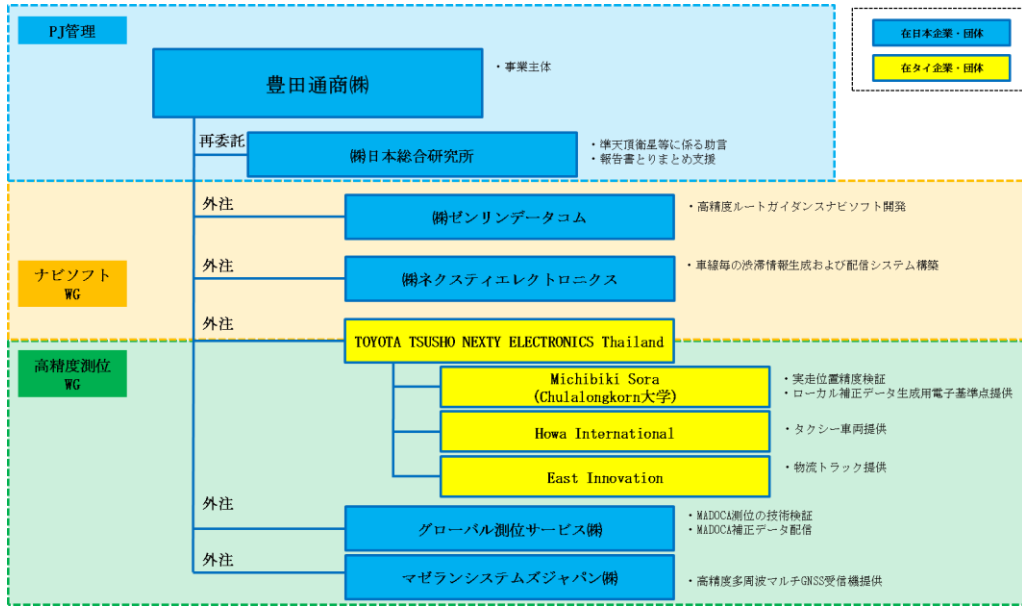 PJ管理
在日本企業・団体
在タイ企業・団体
豊田通商㈱
・事業主体
再委託
㈱日本総合研究所
・準天頂衛星等に係る助言
・報告書とりまとめ支援
外注
㈱ゼンリンデータコム
・高精度ルートガイダンスナビソフト開発
ナビソフト
WG
外注
㈱ネクスティエレクトロニクス
・車線毎の渋滞情報生成および配信システム構築
外注
TOYOTA TSUSHO NEXTY ELECTRONICS Thailand
高精度測位
WG
Michibiki Sora
(Chulalongkorn大学)
・実走位置精度検証
・ローカル補正データ生成用電子基準点提供
Howa International
・タクシー車両提供
East Innovation
・物流トラック提供
外注
グローバル測位サービス㈱
・MADOCA測位の技術検証
・MADOCA補正データ配信
外注
マゼランシステムズジャパン㈱
・高精度多周波マルチGNSS受信機提供